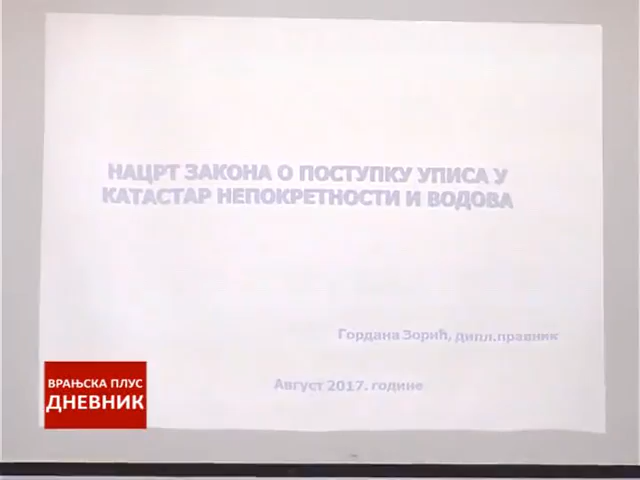 НАЦРТ ЗАКОНА О ПОСТУПКУ УПИСА У
КАТАСТАР НЕПОКРЕТНОСТИ И ВОДОВА
Гордана Зорић, дипл.правник
Август 2017. године
ВРАЊСКА ПЛУС
ДНЕВНИК